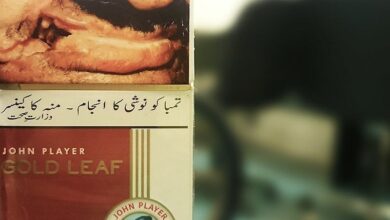 تمباکو نوشی کا انجام - منہ کا کینسر
وزارتِ صحت
JOHN PLAYER
GOLD LEAF
JOHN PLAYER